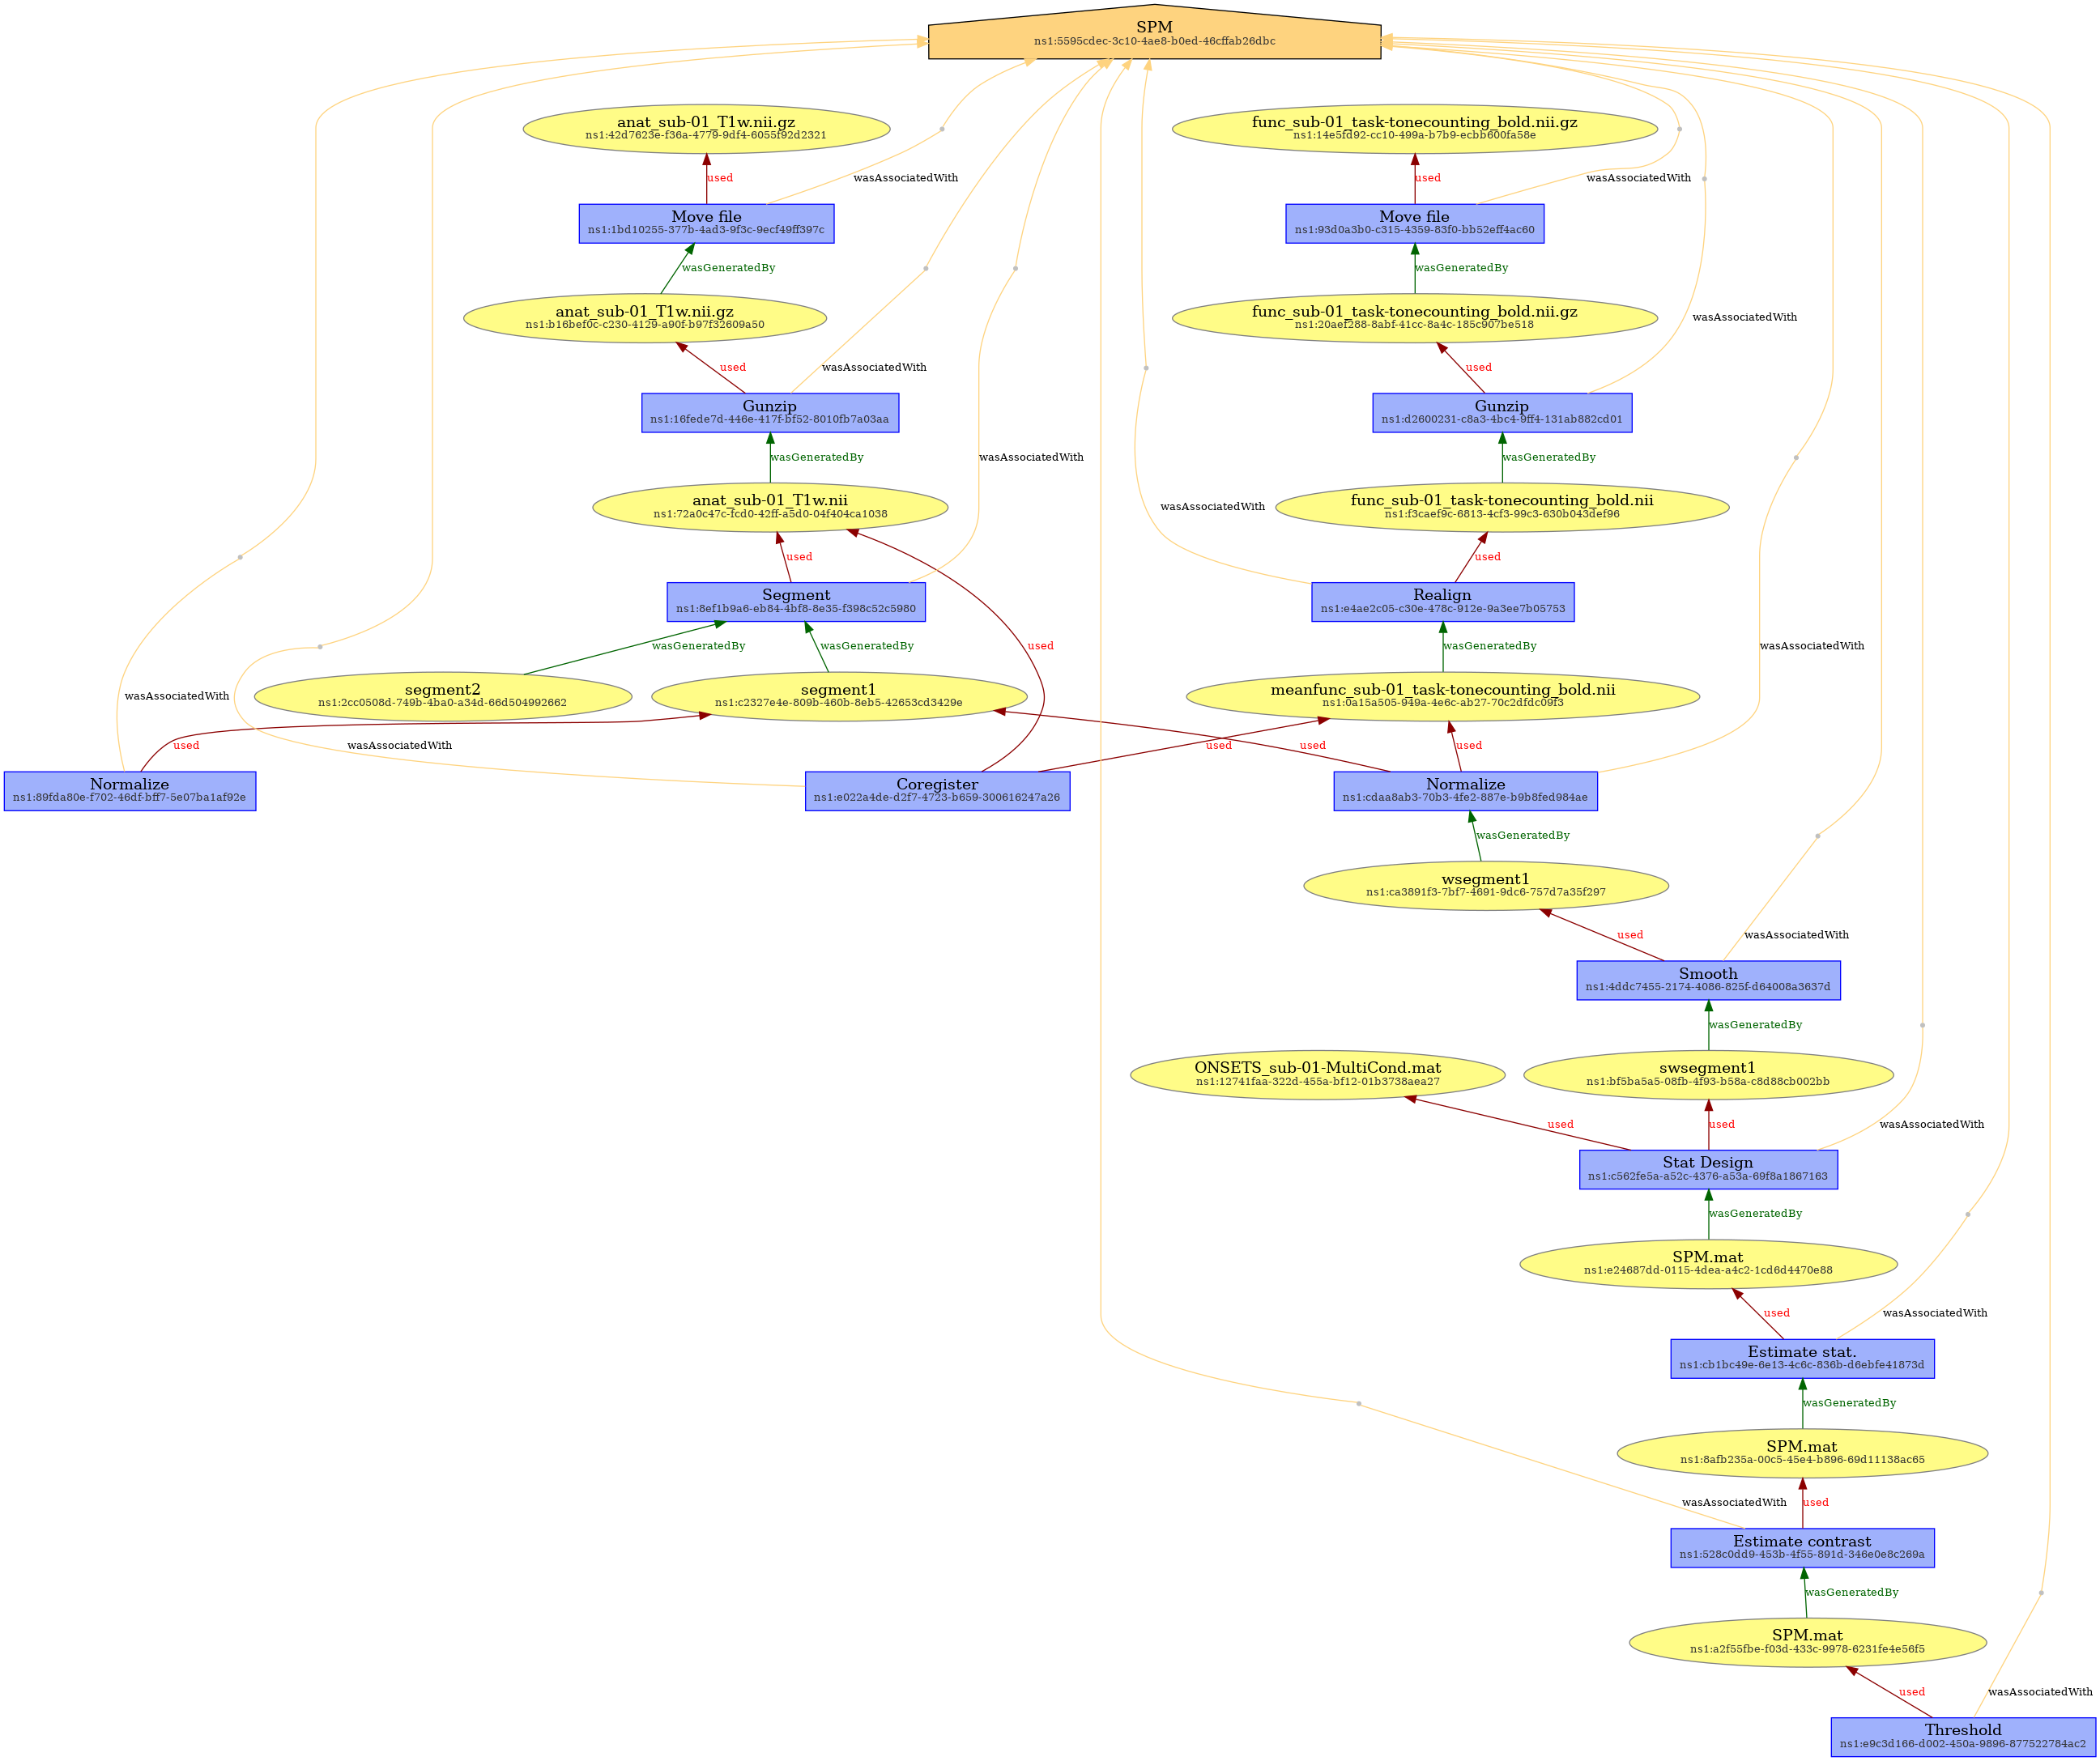 SPM
ns1:5595cdec-3c10-4ae8-b0ed-46cffab26dbc
anat_sub-01_T1w.nii.gz
ns1:42d7623e-f36a-4779-9df4-6055f92d2321
func_sub-01_task-tonecounting_bold.nii.gz
ns1:14e5fd92-cc10-499a-b7b9-ecbb600fa58e
used
wasAssociatedWith
used
wasAssociatedWith
Move file
ns1:1bd10255-377b-4ad3-9f3c-9ecf49ff397c
Move file
ns1:93d0a3b0-c315-4359-83f0-bb52eff4ac60
wasGeneratedBy
wasGeneratedBy
anat_sub-01_T1w.nii.gz
ns1:b16bef0c-c230-4129-a90f-b97f32609a50
func_sub-01_task-tonecounting_bold.nii.gz
ns1:20aef288-8abf-41cc-8a4c-185c907be518
wasAssociatedWith
used
wasAssociatedWith
used
Gunzip
ns1:16fede7d-446e-417f-bf52-8010fb7a03aa
Gunzip
ns1:d2600231-c8a3-4bc4-9ff4-131ab882cd01
wasGeneratedBy
wasAssociatedWith
wasGeneratedBy
anat_sub-01_T1w.nii
ns1:72a0c47c-fcd0-42ff-a5d0-04f404ca1038
wasAssociatedWith
func_sub-01_task-tonecounting_bold.nii
ns1:f3caef9c-6813-4cf3-99c3-630b043def96
used
used
Segment
ns1:8ef1b9a6-eb84-4bf8-8e35-f398c52c5980
Realign
ns1:e4ae2c05-c30e-478c-912e-9a3ee7b05753
wasGeneratedBy
wasGeneratedBy
used
wasGeneratedBy
wasAssociatedWith
wasAssociatedWith
segment2
ns1:2cc0508d-749b-4ba0-a34d-66d504992662
segment1
ns1:c2327e4e-809b-460b-8eb5-42653cd3429e
meanfunc_sub-01_task-tonecounting_bold.nii
ns1:0a15a505-949a-4e6c-ab27-70c2dfdc09f3
used
wasAssociatedWith
used
used
used
Normalize
ns1:89fda80e-f702-46df-bff7-5e07ba1af92e
Coregister
ns1:e022a4de-d2f7-4723-b659-300616247a26
Normalize
ns1:cdaa8ab3-70b3-4fe2-887e-b9b8fed984ae
wasGeneratedBy
wsegment1
ns1:ca3891f3-7bf7-4691-9dc6-757d7a35f297
used
wasAssociatedWith
Smooth
ns1:4ddc7455-2174-4086-825f-d64008a3637d
wasGeneratedBy
ONSETS_sub-01-MultiCond.mat
ns1:12741faa-322d-455a-bf12-01b3738aea27
swsegment1
ns1:bf5ba5a5-08fb-4f93-b58a-c8d88cb002bb
used
used
wasAssociatedWith
Stat Design
ns1:c562fe5a-a52c-4376-a53a-69f8a1867163
wasGeneratedBy
SPM.mat
ns1:e24687dd-0115-4dea-a4c2-1cd6d4470e88
used
wasAssociatedWith
Estimate stat.
ns1:cb1bc49e-6e13-4c6c-836b-d6ebfe41873d
wasGeneratedBy
SPM.mat
ns1:8afb235a-00c5-45e4-b896-69d11138ac65
wasAssociatedWith
used
Estimate contrast
ns1:528c0dd9-453b-4f55-891d-346e0e8c269a
wasGeneratedBy
SPM.mat
ns1:a2f55fbe-f03d-433c-9978-6231fe4e56f5
used
wasAssociatedWith
Threshold
ns1:e9c3d166-d002-450a-9896-877522784ac2